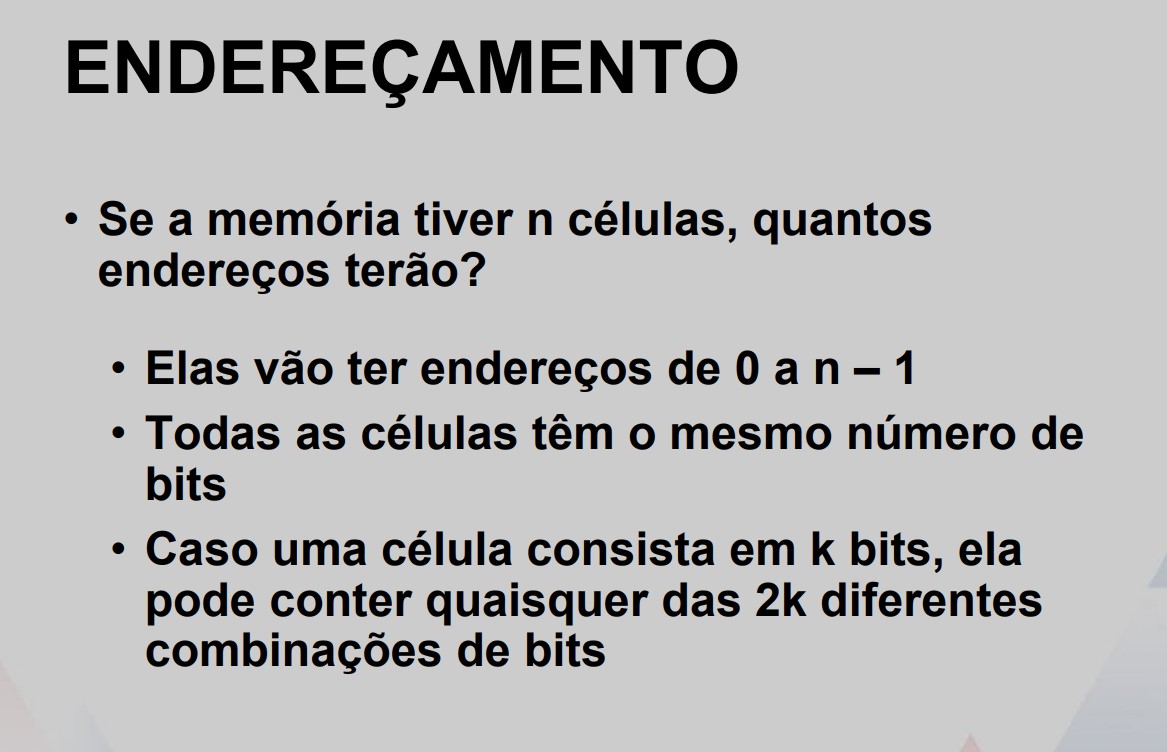 ENDEREÇAMENTO
• Se a memória tiver n células, quantos
endereços terão?
• Elas vão ter endereços de 0 a n – 1
• Todas as células têm o mesmo número de
bits
• Caso uma célula consista em k bits, ela
pode conter quaisquer das 2k diferentes
combinações de bits